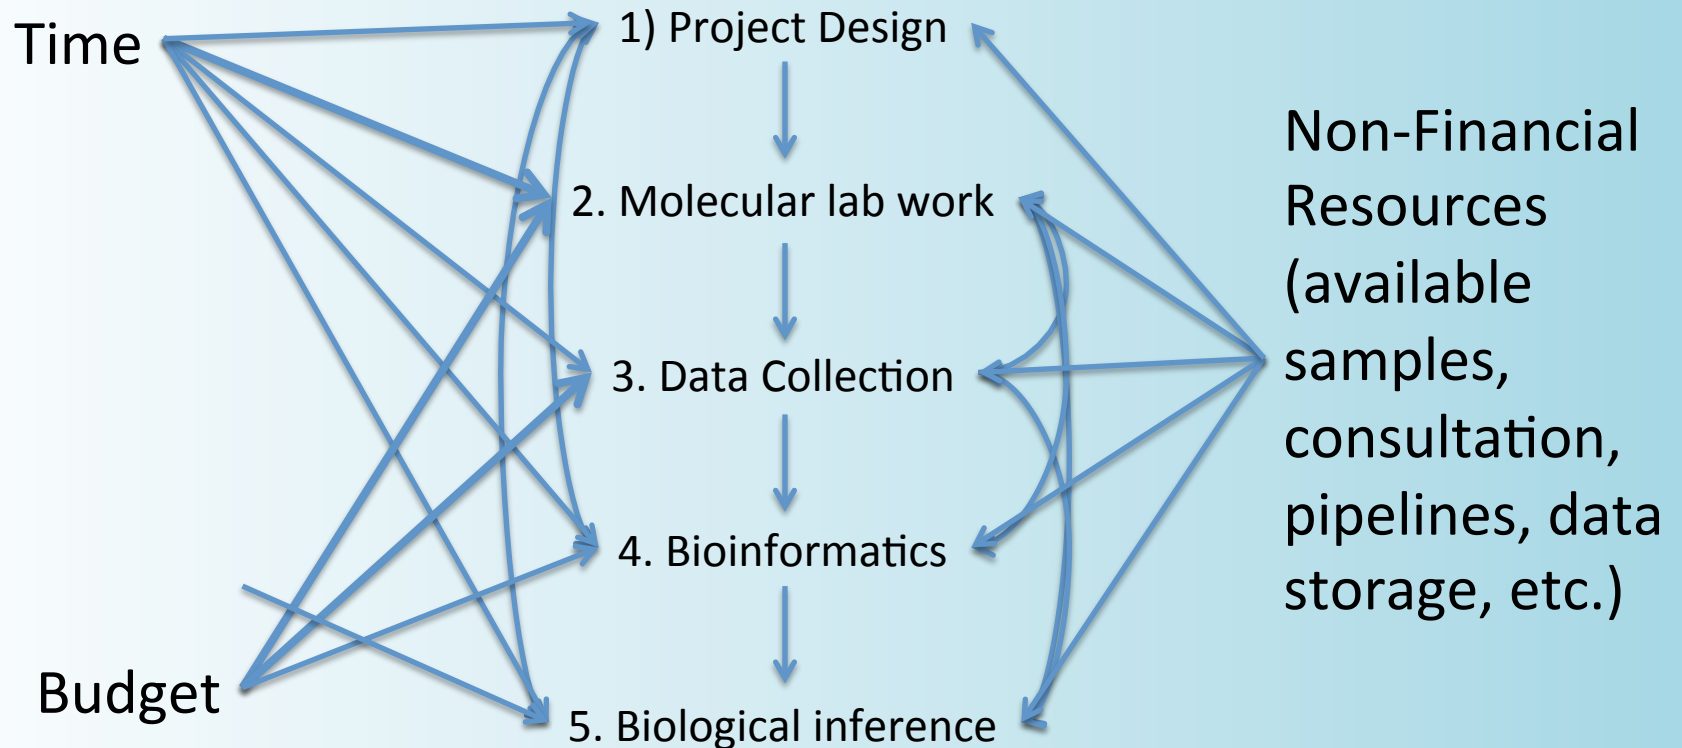 Time
1) Project Design
2. Molecular lab work
3. Data Collection
4. Bioinformatics
5. Biological inference
Budget
Non-Financial
Resources
(available
samples,
consultation,
pipelines, data
storage, etc.)